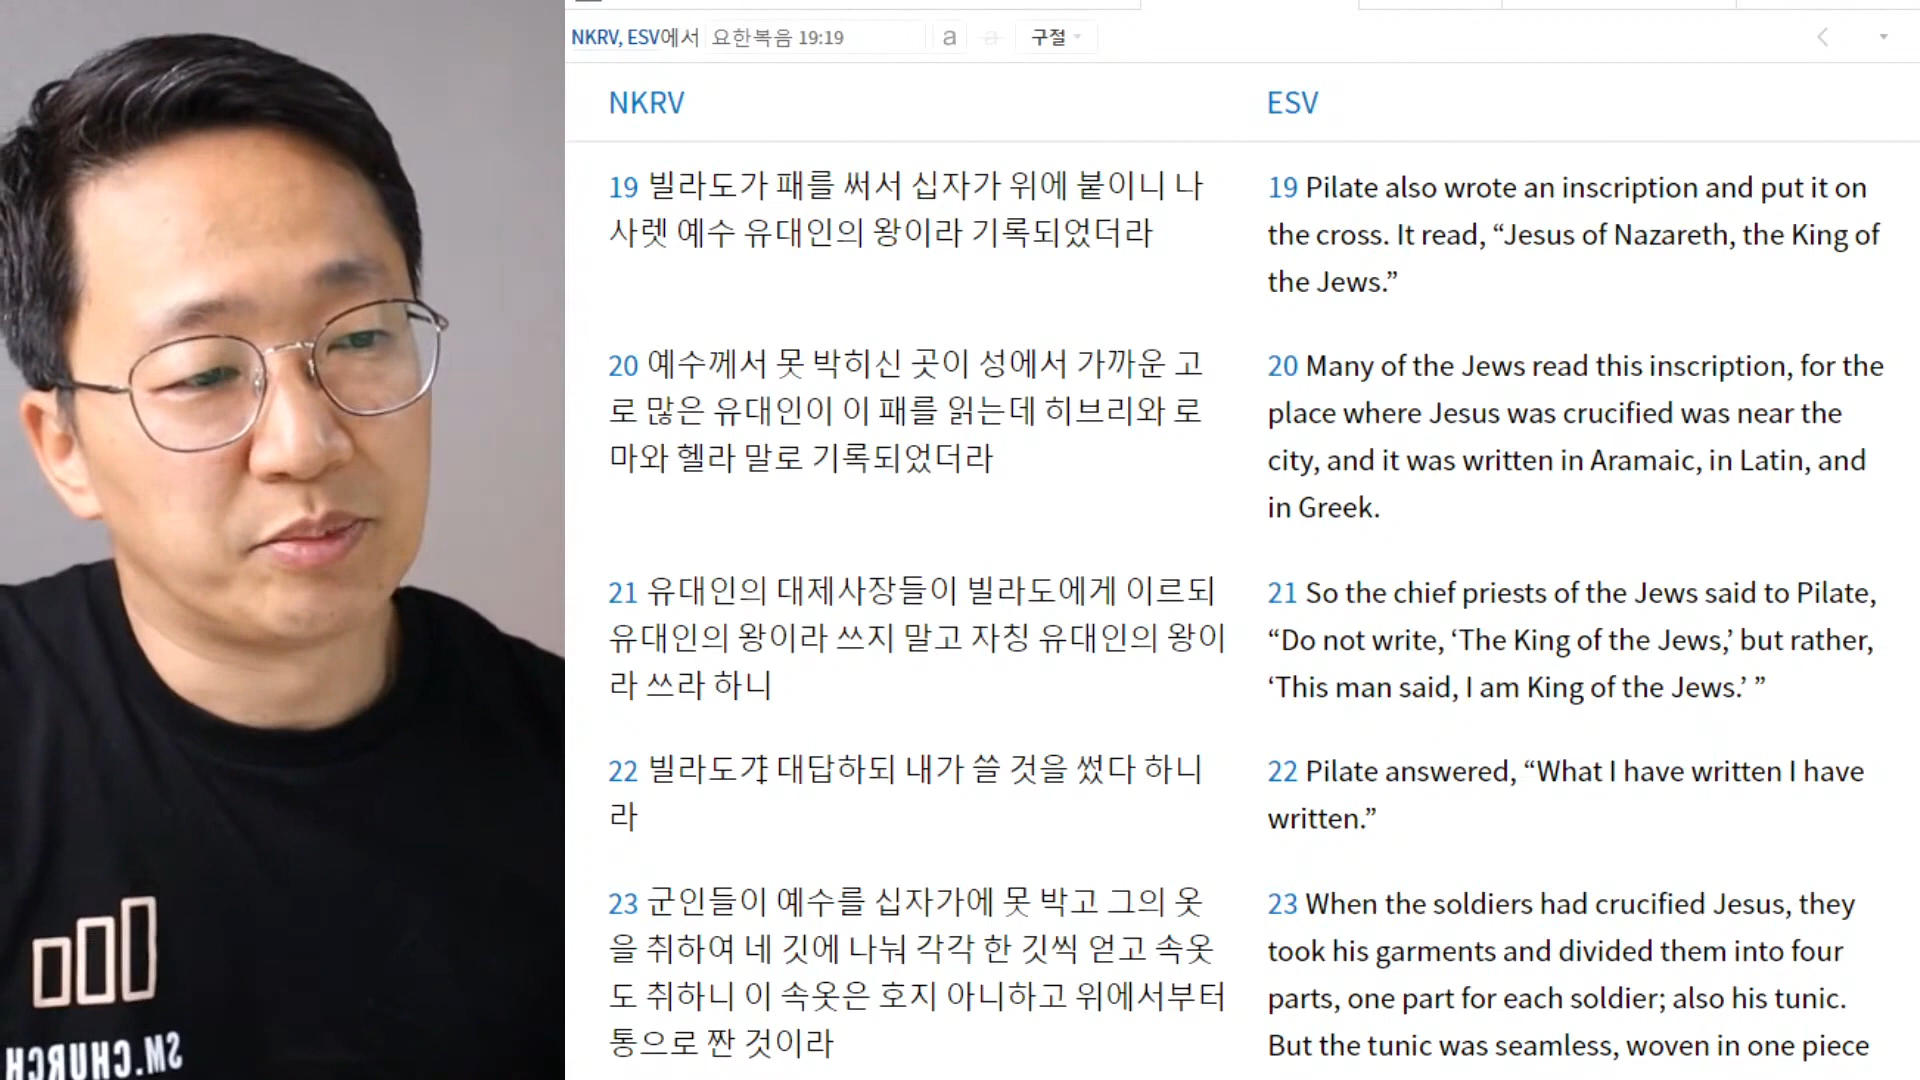 NKRV, ESV에서 요한복음 19:19 a a 구절
NKRV
19 빌라도가 패를 써서 십자가 위에 붙이니 나
사렛 예수 유대인의 왕이라 기록되었더라
20 예수께서 못 박히신 곳이 성에서 가까운 고
로 많은 유대인이 이 패를 읽는데 히브리와 로
마와 헬라 말로 기록되었더라
21 유대인의 대제사장들이 빌라도에게 이르되
유대인의 왕이라 쓰지 말고 자칭 유대인의 왕이
라 쓰라 하니
22 빌라도가 대답하되 내가 쓸 것을 썼다 하니
라
23 군인들이 예수를 십자가에 못 박고 그의 옷
을 취하여 네 깃에 나눠 각각 한 깃씩 얻고 속옷
도 취하니 이 속옷은 호지 아니하고 위에서부터
통으로 짠 것이라
ESV
19 Pilate also wrote an inscription and put it on
the cross. It read, “Jesus of Nazareth, the King of
the Jews.”
20 Many of the Jews read this inscription, for the
place where Jesus was crucified was near the
city, and it was written in Aramaic, in Latin, and
in Greek.
21 So the chief priests of the Jews said to Pilate,
“Do not write, ‘The King of the Jews,’ but rather,
‘This man said, I am King of the Jews.’ ”
22 Pilate answered, “What I have written I have
written.”
23 When the soldiers had crucified Jesus, they
took his garments and divided them into four
parts, one part for each soldier; also his tunic.
But the tunic was seamless, woven in one piece
SW.CHURCH